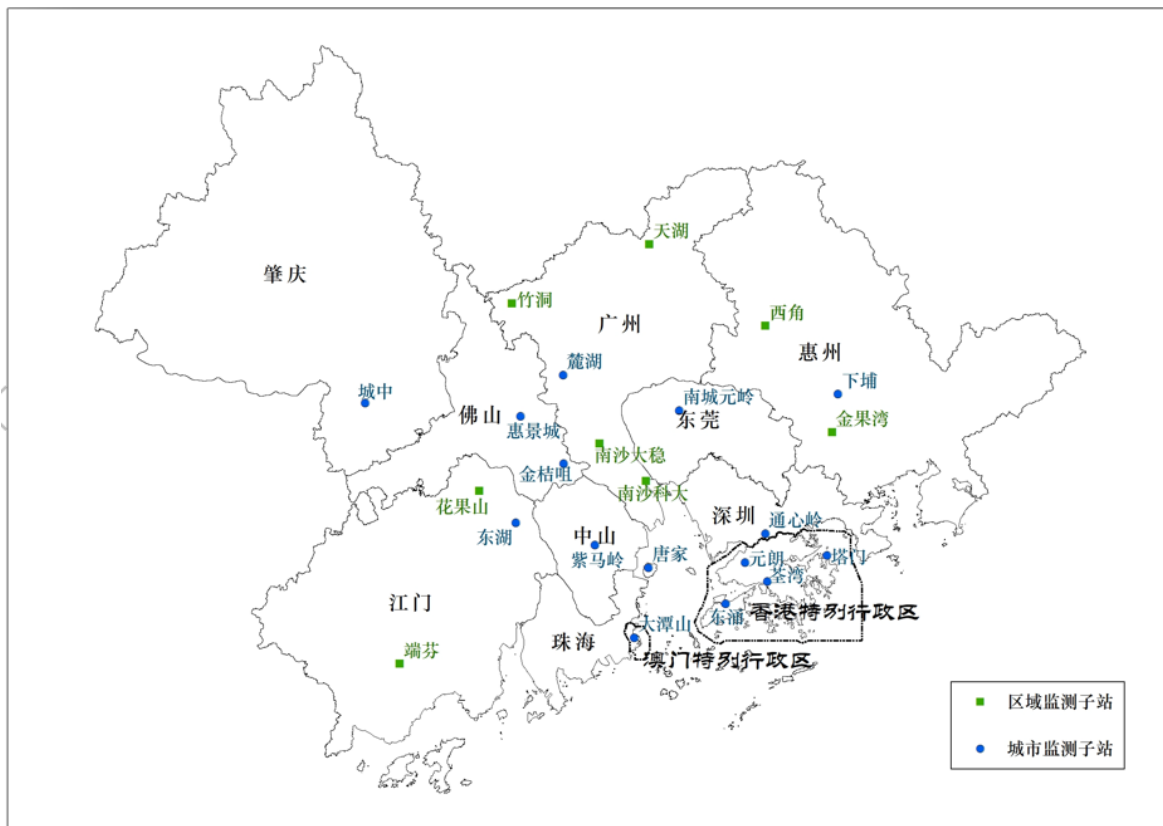 天湖
肇庆
竹洞
广州
西角
惠州
麓湖
城中
下埔
南城元岭
佛山
惠景城
东莞
金果湾
南沙大稳
金桔咀
南沙科大
花果山
深圳
东湖
中山
通心岭
紫马岭
唐家
元朗
塔门
荃湾
江门
东涌
香港特别行政区
大潭山
珠海
端芬
澳门特别行政区
区域监测子站
城市监测子站